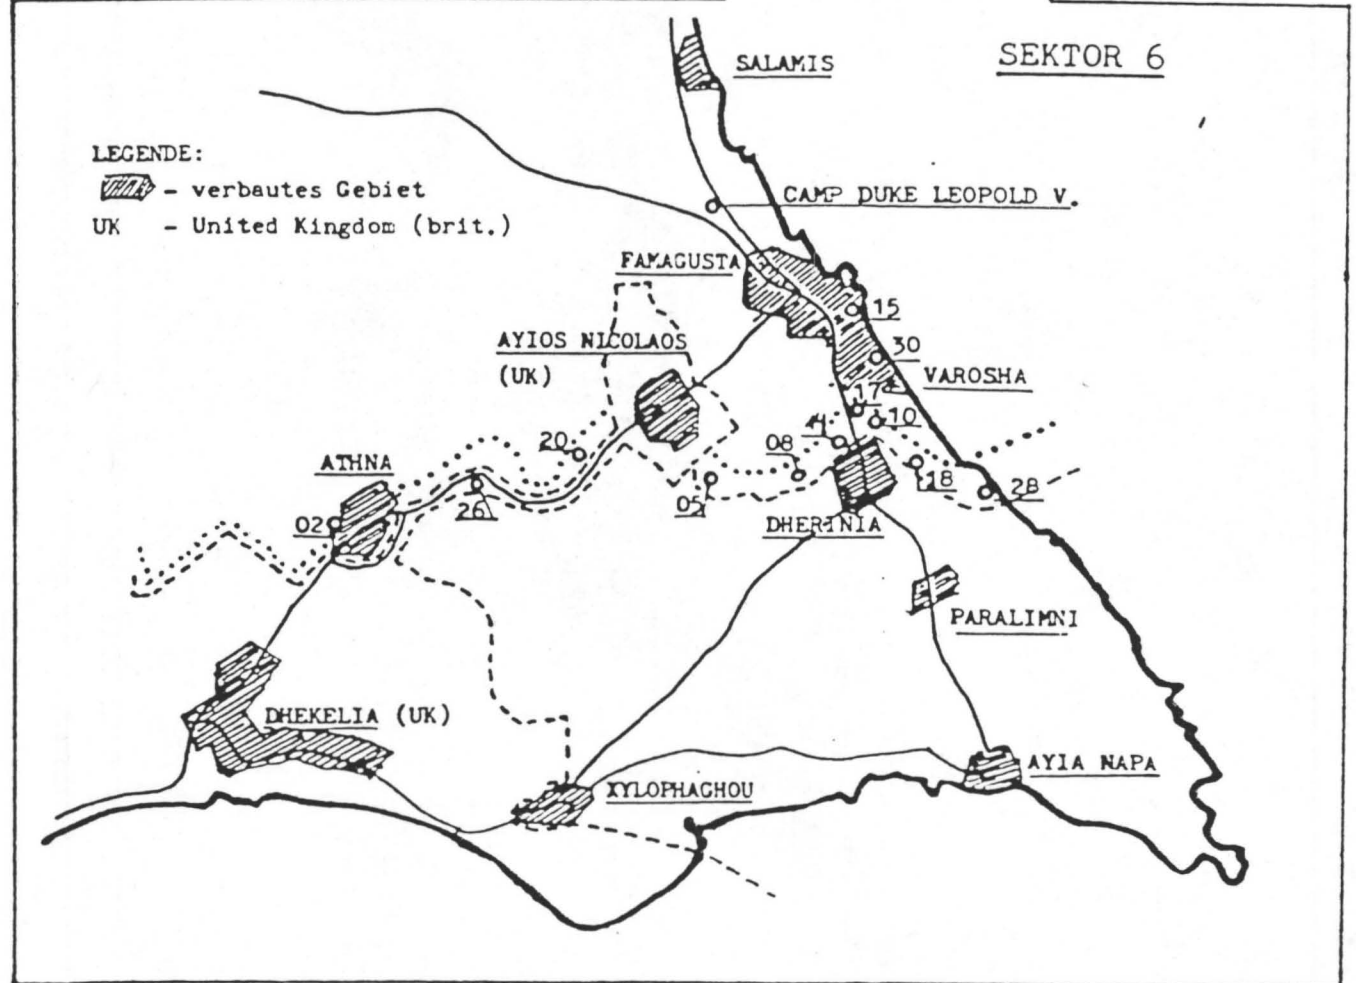 SEKTOR 6
SALAMIS
LEGENDE:
- verbautes Gebiet
UK - United Kingdom (brit.)
CAMP DUKE LEOPOLD V.
FAMAGUSTA
15
AYIOS NICOLAOS
(UK)
30
VAROSHA
17
10
20
08
ATHNA
18
26
05
28
02
DHERINIA
PARALIMNI
DHEKELIA (UK)
AYIA NAPA
XYLOPHAGHOU